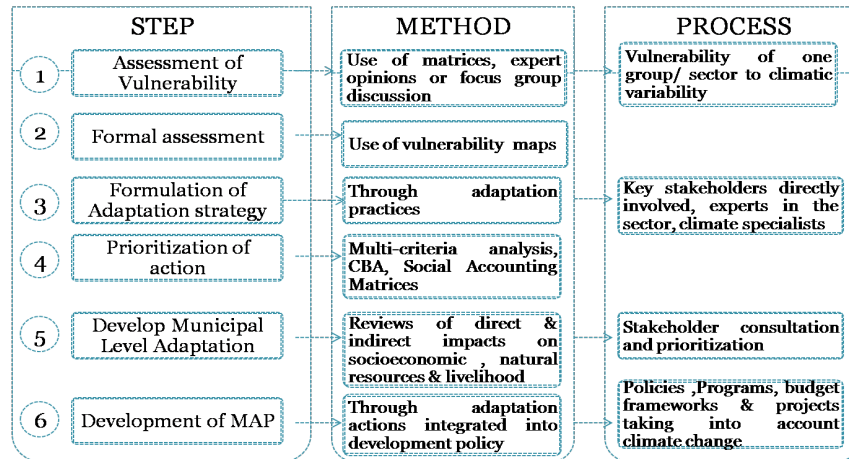 STEP
METHOD
PROCESS
1
Assessment of
Vulnerability
Use of matrices, expert
opinions or focus group
discussion
Vulnerability of one
group/ sector to climatic
variability
2
Formal assessment
Use of vulnerability maps
3
Formulation of
Adaptation strategy
Through adaptation
practices
Key stakeholders directly
involved, experts in the
sector, climate specialists
4
Prioritization of
action
Multi-criteria analysis,
CBA, Social Accounting
Matrices
5
Develop Municipal
Level Adaptation
Reviews of direct &
indirect impacts on
socioeconomic , natural
resources & livelihood
Stakeholder consultation
and prioritization
6
Development of MAP
Through adaptation
actions integrated into
development policy
Policies ,Programs, budget
frameworks & projects
taking into account
climate change